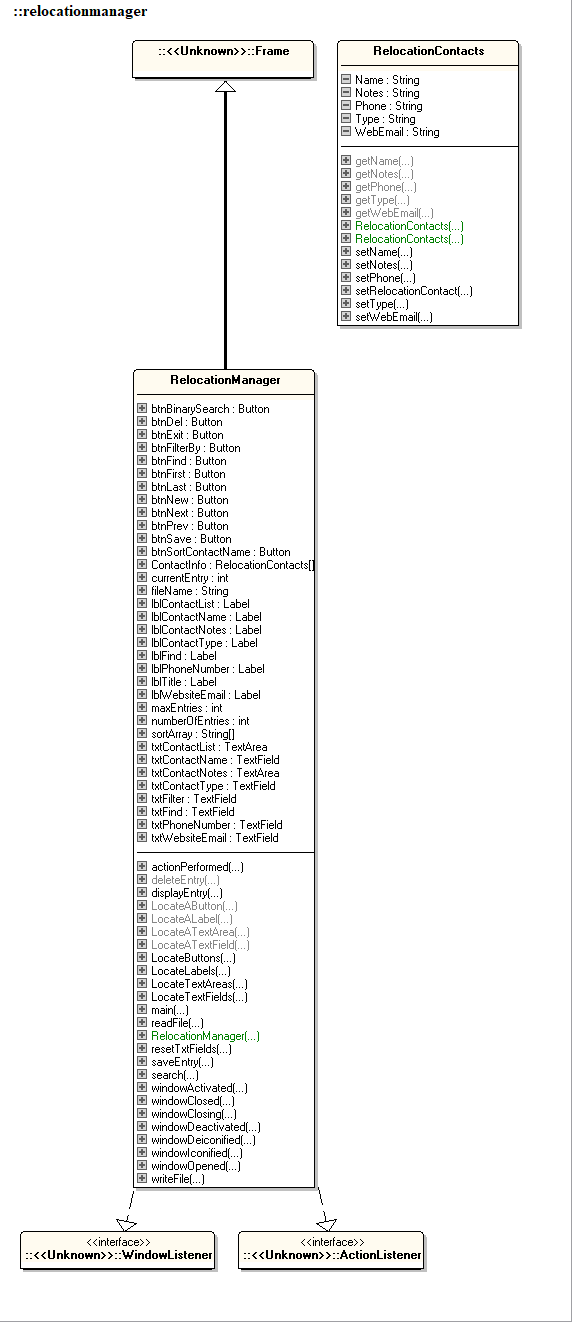 ::relocationmanager
::<<Unknown>>::Frame
RelocationContacts
Name : String
Notes : String
Phone : String
Type : String
WebEmail : String
getName(...)
getNotes(...)
getPhone(...)
getType(...)
getWebEmail(...)
RelocationContacts(...)
RelocationContacts(...)
setName(...)
setNotes(...)
setPhone(...)
setRelocationContact(...)
setType(...)
setWebEmail(...)
RelocationManager
btnBinarySearch : Button
btnDel : Button
btnExit : Button
btnFilterBy : Button
btnFind : Button
btnFirst : Button
btnLast : Button
btnNew : Button
btnNext : Button
btnPrev : Button
btnSave : Button
btnSortContactName : Button
ContactInfo : RelocationContacts[]
currentEntry : int
fileName : String
lblContactList : Label
lblContactName : Label
lblContactNotes : Label
lblContactType : Label
lblFind : Label
lblPhoneNumber : Label
lblTitle : Label
lblWebsiteEmail : Label
maxEntries : int
numberOfEntries : int
sortArray : String[]
txtContactList : TextArea
txtContactName : TextField
txtContactNotes : TextArea
txtContactType : TextField
txtFilter : TextField
txtFind : TextField
txtPhoneNumber : TextField
txtWebsiteEmail : TextField
actionPerformed(...)
deleteEntry(...)
displayEntry(...)
LocateAButton(...)
LocateALabel(...)
LocateATextArea(...)
LocateATextField(...)
LocateButtons(...)
LocateLabels(...)
LocateTextAreas(...)
LocateTextFields(...)
main(...)
readFile(...)
RelocationManager(...)
resetTxtFields(...)
saveEntry(...)
search(...)
windowActivated(...)
windowClosed(...)
windowClosing(...)
windowDeactivated(...)
windowDeiconified(...)
windowIconified(...)
windowOpened(...)
writeFile(...)
<<interface>>
::<<Unknown>>::WindowListener
<<interface>>
::<<Unknown>>::ActionListener